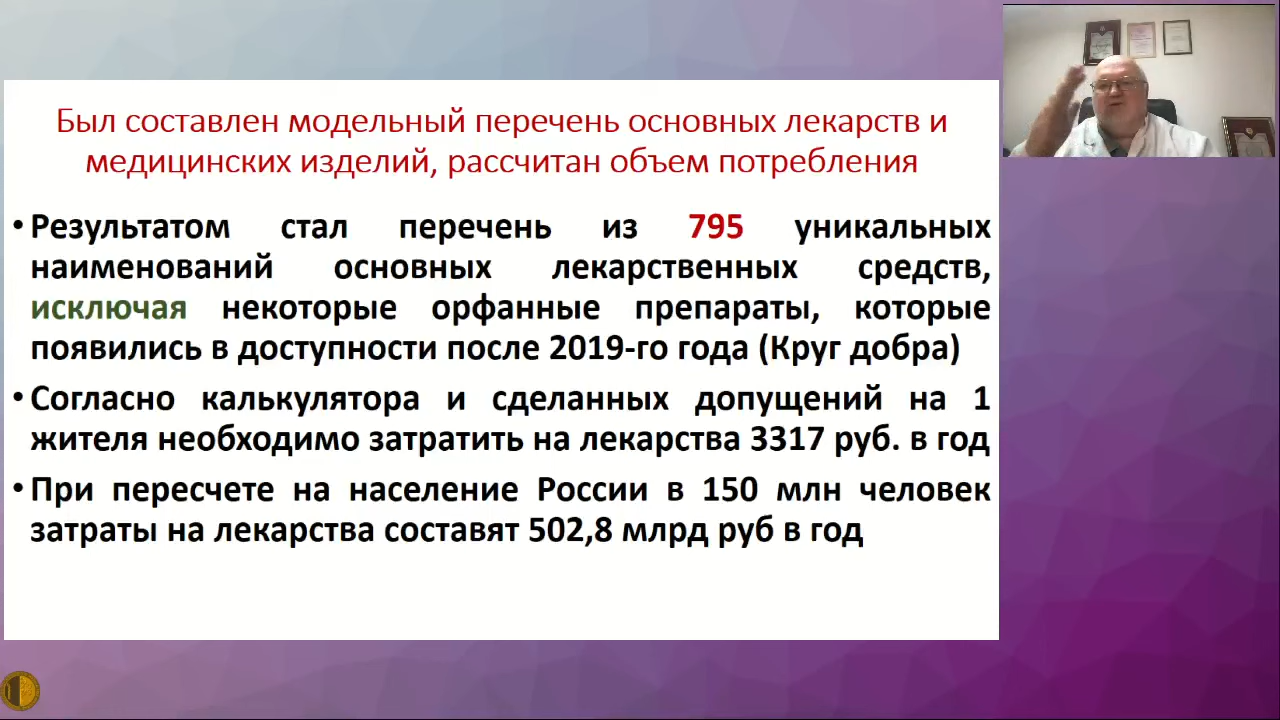 Был составлен модельный перечень основных лекарств и
медицинских изделий, рассчитан объем потребления
• Результатом стал перечень из 795 уникальных
наименований основных лекарственных средств,
исключая некоторые орфанные препараты, которые
появились в доступности после 2019-го года (Круг добра)
• Согласно калькулятора и сделанных допущений на 1
жителя необходимо затратить на лекарства 3317 руб. в год
• При пересчете на население России в 150 млн человек
затраты на лекарства составят 502,8 млрд руб в год